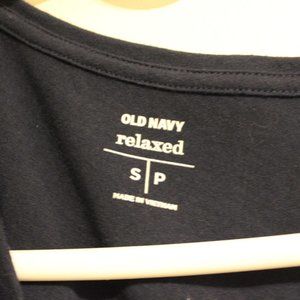 OLD NAVY
relaxed
S | P
MADE IN VIETNAM